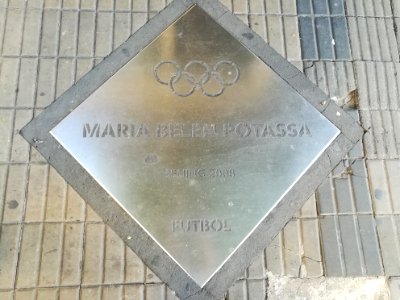 MARIA BELEN POTASSA
BEIJING 2008
FUTBOL